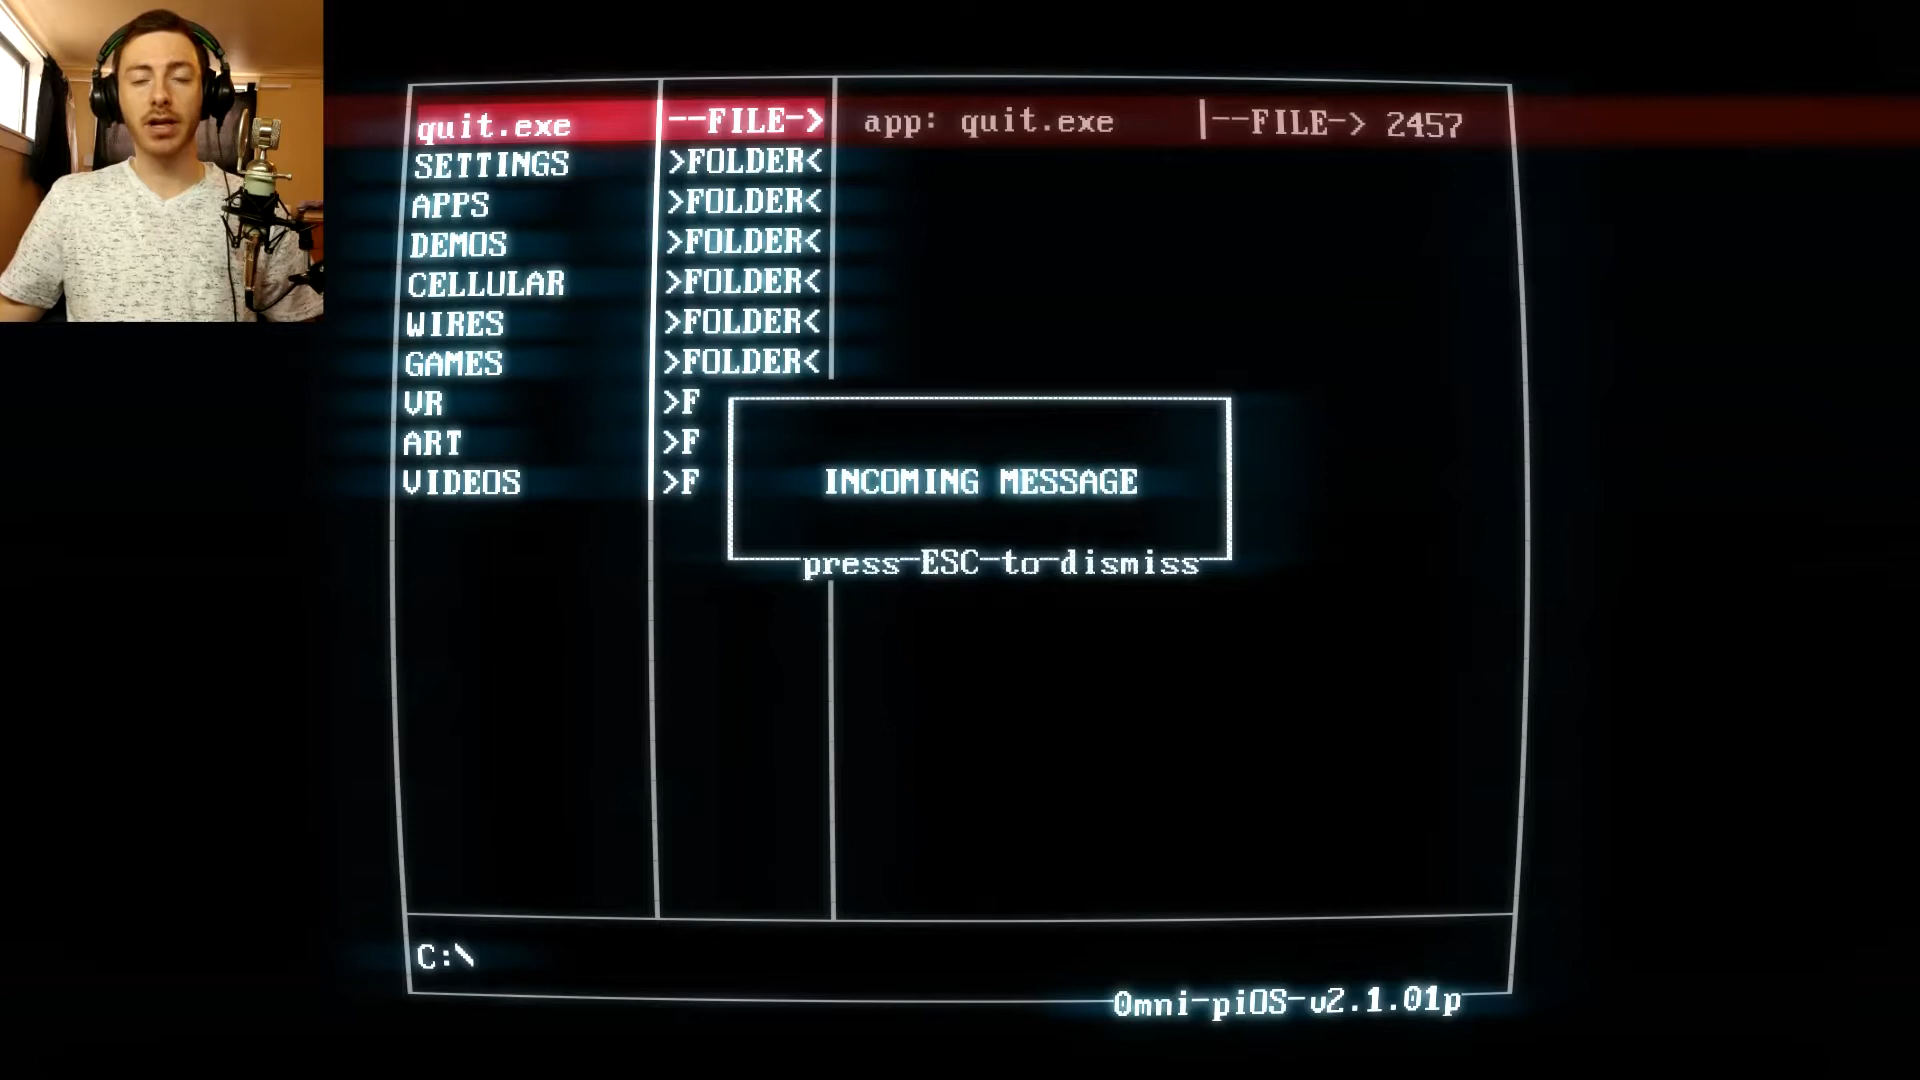 quit.exe --FILE-> app: quit.exe |--FILE-> 2457
SETTINGS >FOLDER<
APPS >FOLDER<
DEMOS >FOLDER<
CELLULAR >FOLDER<
WIRES >FOLDER<
GAMES >FOLDER<
VR >F
ART >F
VIDEOS >F
INCOMING MESSAGE
press-ESC-to-dismiss
C:\
0mni-piOS-v2.1.01p